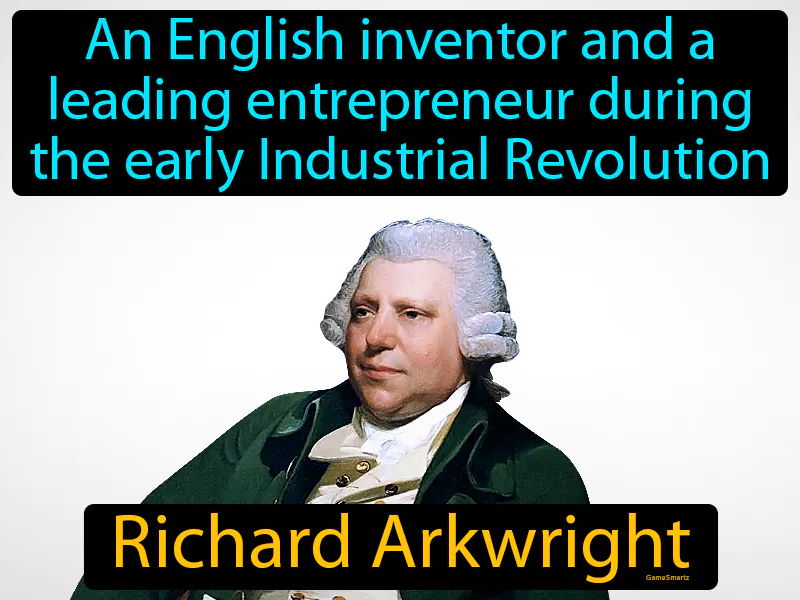 An English inventor and a
leading entrepreneur during
the early Industrial Revolution
Richard Arkwright
GameSmartz